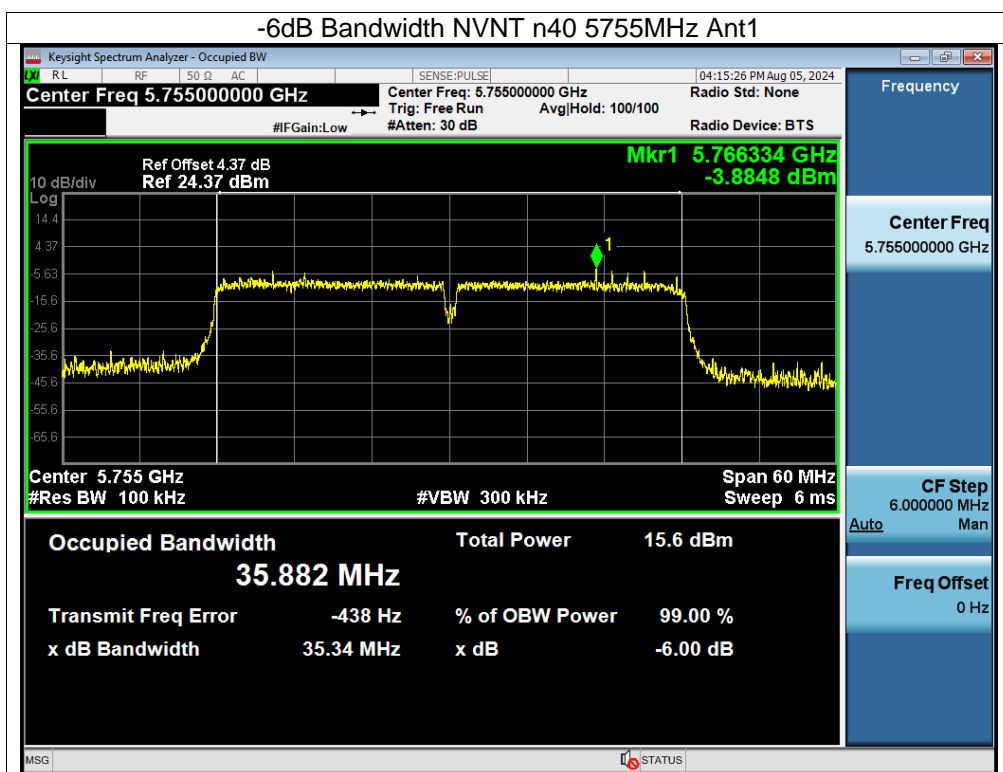 -6dB Bandwidth NVNT n40 5755MHz Ant1
Keysight Spectrum Analyzer - Occupied BW
LXI RL RF 50 Ω AC SENSE:PULSE 04:15:26 PM Aug 05, 2024
Center Freq 5.755000000 GHz
Center Freq: 5.755000000 GHz
Radio Std: None
Trig: Free Run Avg|Hold: 100/100
#IFGain:Low
#Atten: 30 dB
Radio Device: BTS
Mkr1 5.766334 GHz
-3.8848 dBm
Ref Offset 4.37 dB
10 dB/div Ref 24.37 dBm
Log
14.4
4.37
-5.63
-15.6
-25.6
-35.6
-45.6
-55.6
-65.6
1
Center 5.755 GHz Span 60 MHz
#Res BW 100 kHz #VBW 300 kHz Sweep 6 ms
Occupied Bandwidth Total Power 15.6 dBm
35.882 MHz
Transmit Freq Error -438 Hz % of OBW Power 99.00 %
x dB Bandwidth 35.34 MHz x dB -6.00 dB
Frequency
Center Freq
5.755000000 GHz
CF Step
6.000000 MHz
Auto Man
Freq Offset
0 Hz
MSG STATUS